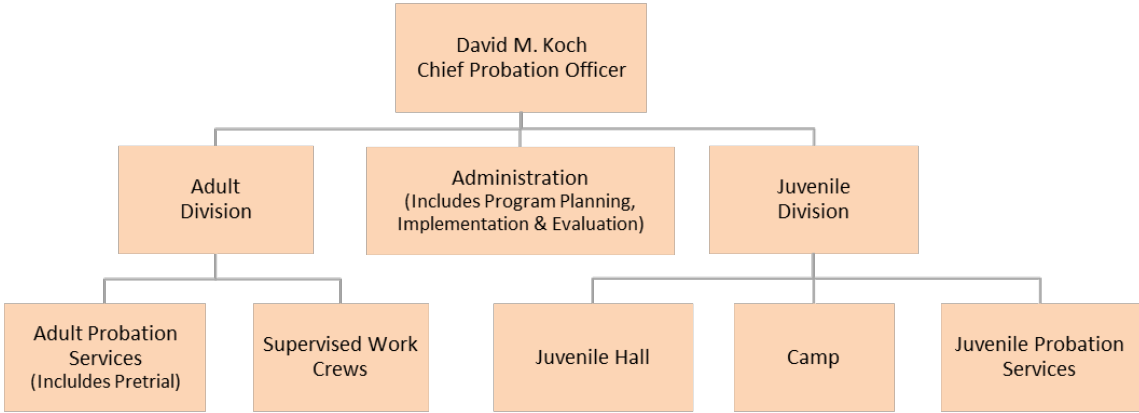 David M. Koch
Chief Probation Officer
Adult
Division
Administration
(Includes Program Planning,
Implementation & Evaluation)
Juvenile
Division
Adult Probation
Services
(Incluldes Pretrial)
Supervised Work
Crews
Juvenile Hall
Camp
Juvenile Probation
Services